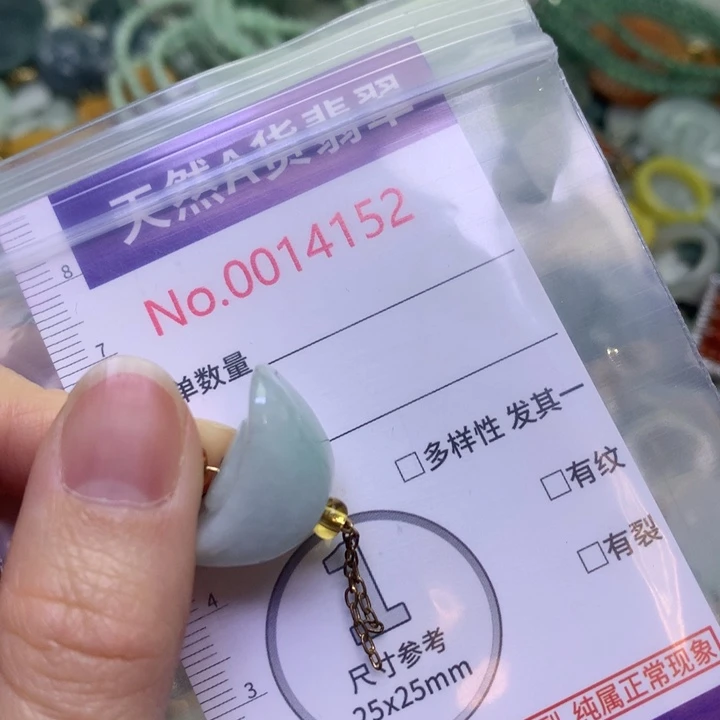 天然A货翡翠
No.0014152
单数量
□多样性 发其一
□有纹
□有裂
8
7
4
3
1
尺寸参考
25x25mm
纯属正常现象